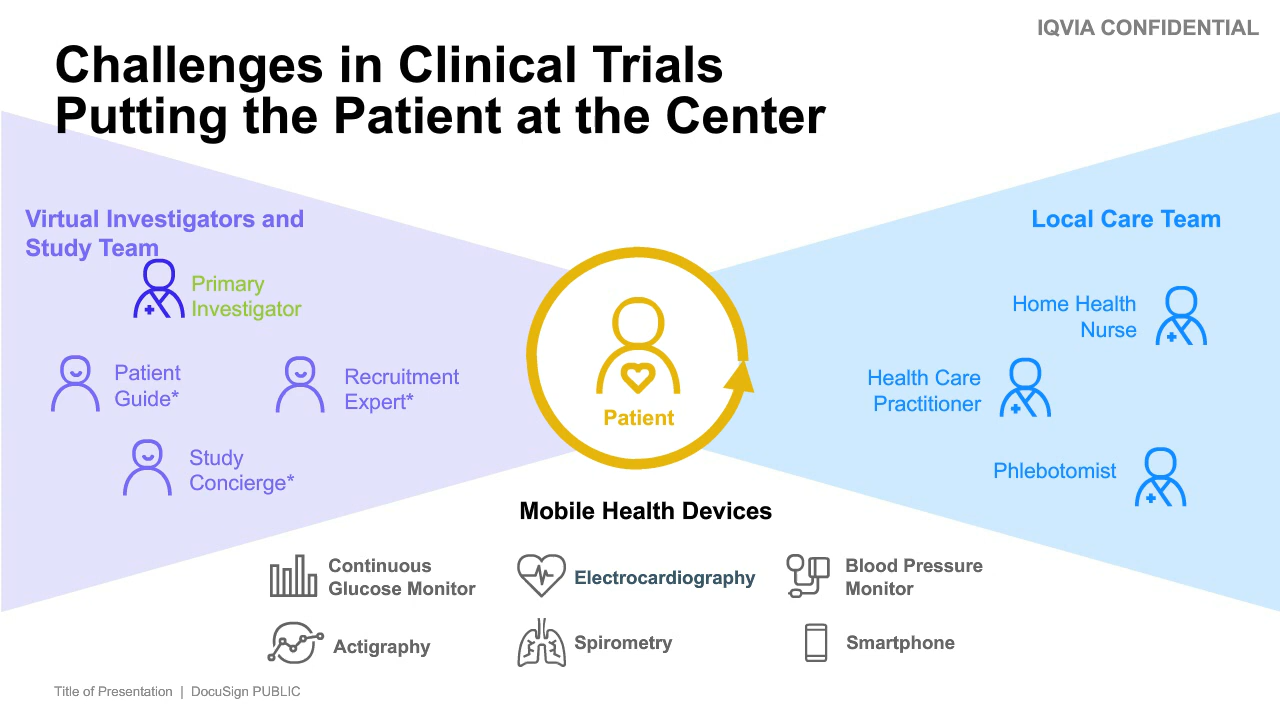 IQVIA CONFIDENTIAL
Challenges in Clinical Trials
Putting the Patient at the Center
Virtual Investigators and
Study Team
Primary
Investigator
Patient
Guide*
Recruitment
Expert*
Study
Concierge*
Patient
Local Care Team
Home Health
Nurse
Health Care
Practitioner
Phlebotomist
Mobile Health Devices
Continuous
Glucose Monitor
Electrocardiography
Blood Pressure
Monitor
Actigraphy
Spirometry
Smartphone
Title of Presentation | DocuSign PUBLIC